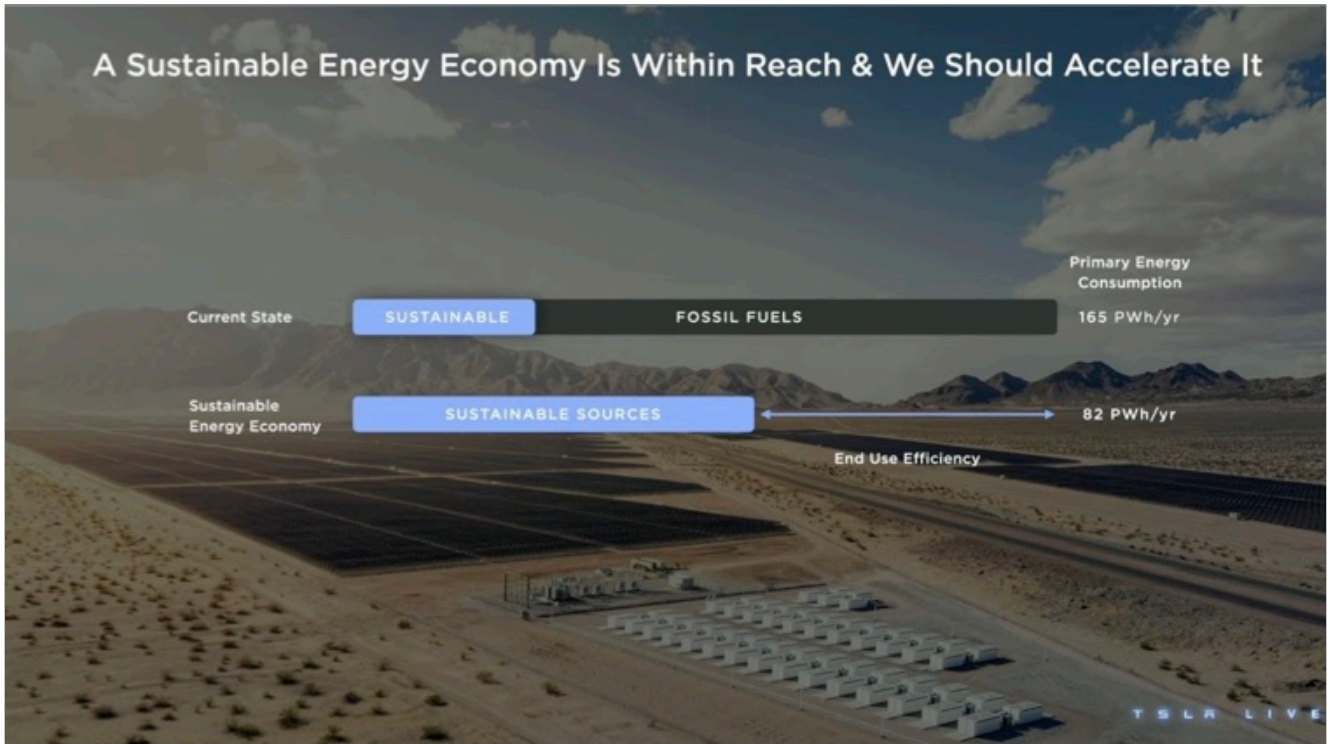 A Sustainable Energy Economy Is Within Reach & We Should Accelerate It
Primary Energy
Consumption
Current State
SUSTAINABLE
FOSSIL FUELS
165 PWh/yr
Sustainable
Energy Economy
SUSTAINABLE SOURCES
82 PWh/yr
End Use Efficiency
TSLA LIVE